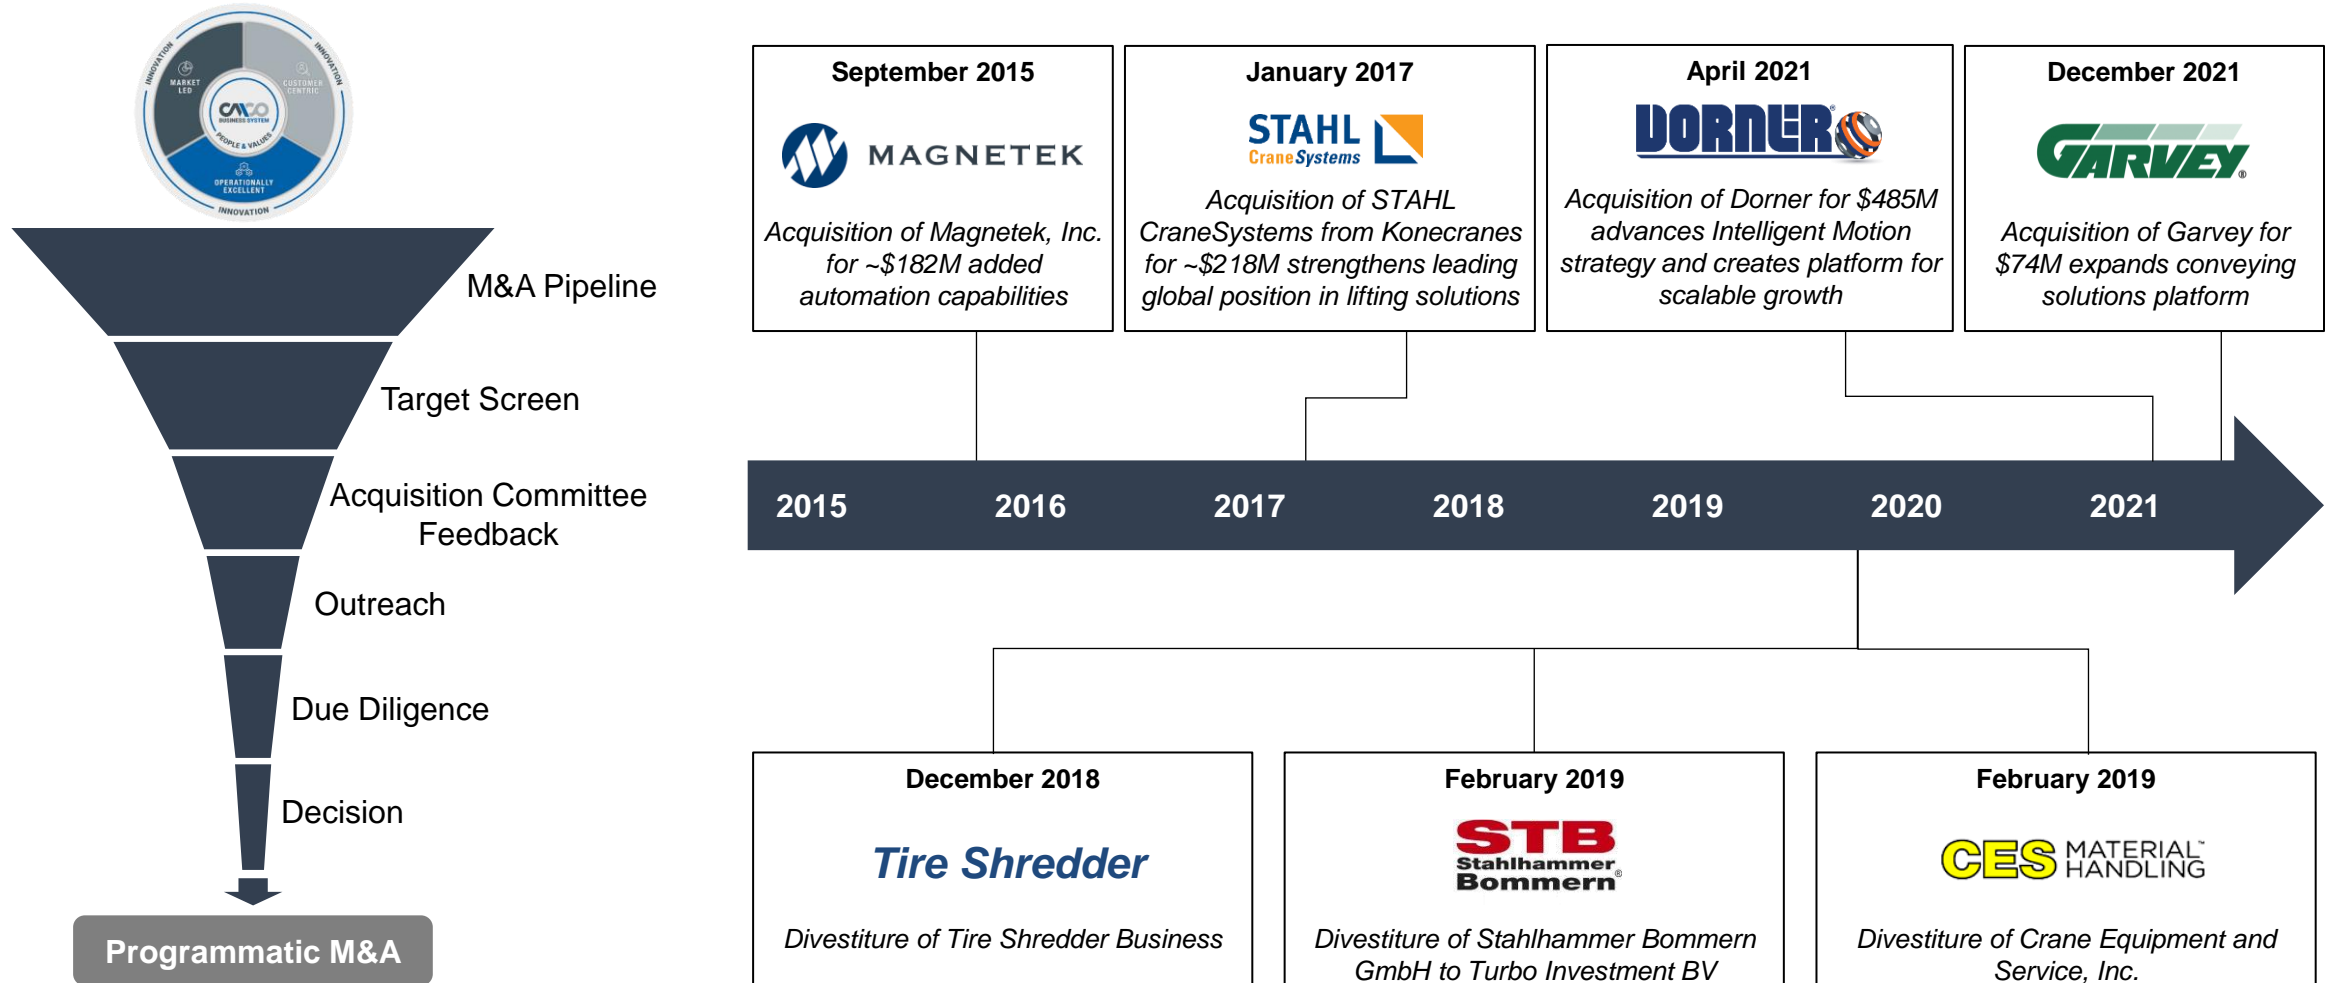 INNOVATION
INNOVATION
MARKET
LED
CUSTOMER
CENTRIC
CMCO
BUSINESS SYSTEM
PEOPLE & VALUES
OPERATIONALLY
EXCELLENT
INNOVATION
M&A Pipeline
Target Screen
Acquisition Committee
Feedback
Outreach
Due Diligence
Decision
Programmatic M&A
September 2015
MAGNETEK
Acquisition of Magnetek, Inc.
for ~$182M added
automation capabilities
January 2017
STAHL
CraneSystems
Acquisition of STAHL
CraneSystems from Konecranes
for ~$218M strengthens leading
global position in lifting solutions
April 2021
DORNER®
Acquisition of Dorner for $485M
advances Intelligent Motion
strategy and creates platform for
scalable growth
December 2021
GARVEY®
Acquisition of Garvey for
$74M expands conveying
solutions platform
2015 2016 2017 2018 2019 2020 2021
December 2018
Tire Shredder
Divestiture of Tire Shredder Business
February 2019
STB
Stahlhammer
Bommern®
Divestiture of Stahlhammer Bommern
GmbH to Turbo Investment BV
February 2019
CES MATERIAL™
HANDLING
Divestiture of Crane Equipment and
Service, Inc.